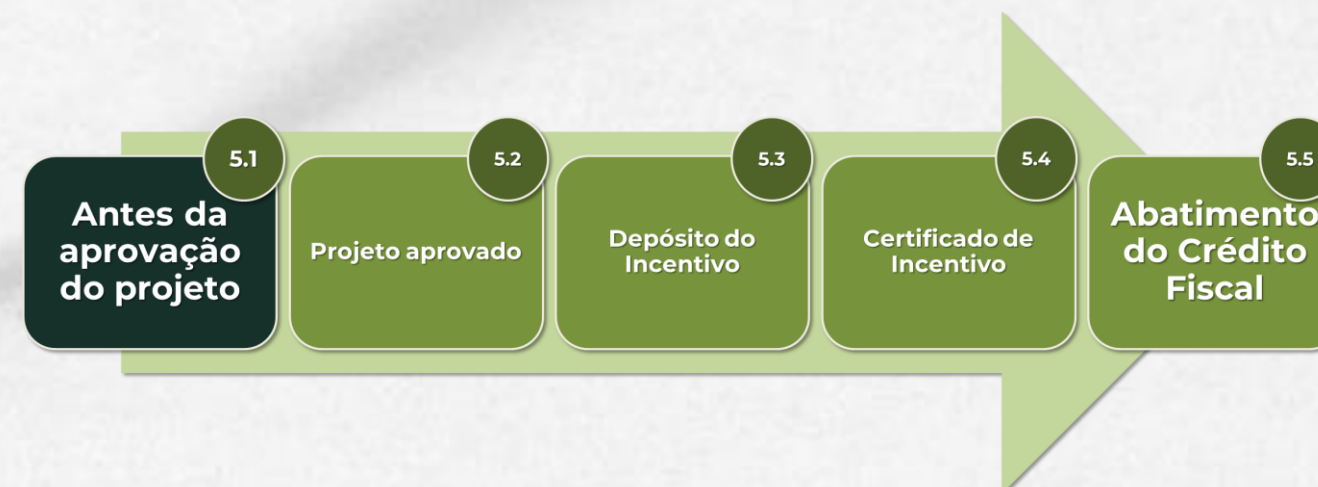 5.1
Antes da
aprovação
do projeto
5.2
Projeto aprovado
5.3
Depósito do
Incentivo
5.4
Certificado de
Incentivo
5.5
Abatimento
do Crédito
Fiscal